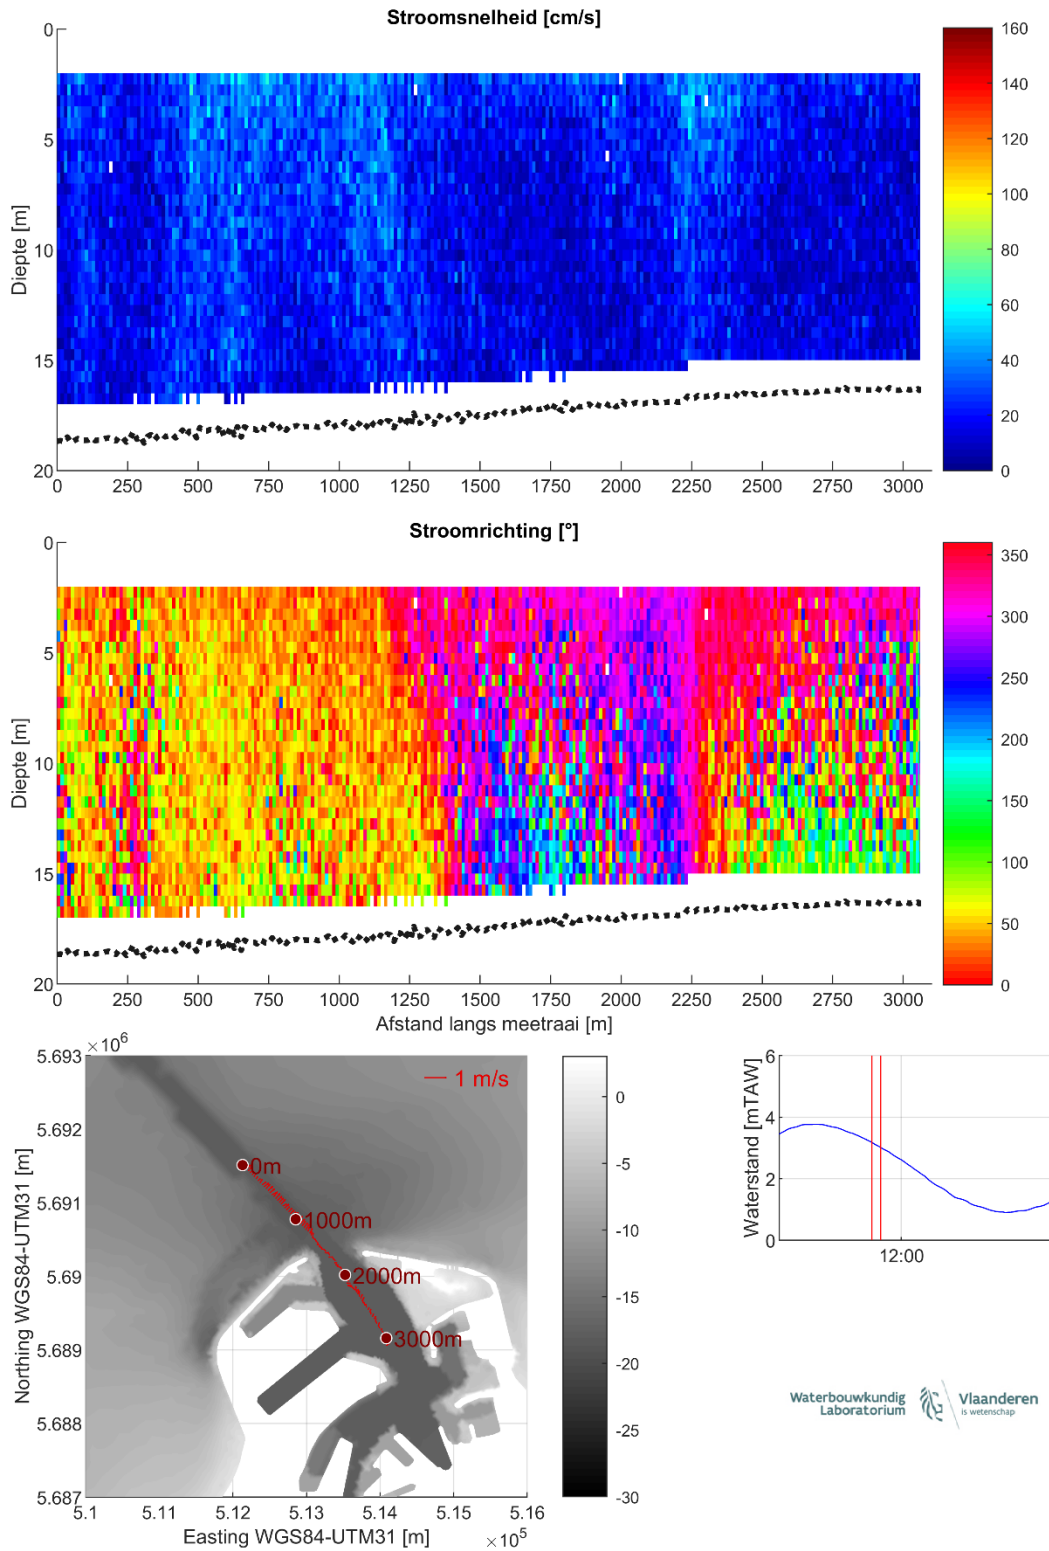 Stroomsnelheid [cm/s]
0
5
10
15
20
Diepte [m]
0 250 500 750 1000 1250 1500 1750 2000 2250 2500 2750 3000
160
140
120
100
80
60
40
20
0
Stroomrichting [°]
0
5
10
15
20
Diepte [m]
0 250 500 750 1000 1250 1500 1750 2000 2250 2500 2750 3000
Afstand langs meetraai [m]
350
300
250
200
150
100
50
0
×10⁶
5.693
5.692
5.691
5.69
5.689
5.688
5.687
Northing WGS84-UTM31 [m]
1 m/s
0m
1000m
2000m
3000m
5.1 5.11 5.12 5.13 5.14 5.15 5.16
Easting WGS84-UTM31 [m]
×10⁵
0
-5
-10
-15
-20
-25
-30
6
4
2
0
Waterstand [mTAW]
12:00
Waterbouwkundig
Laboratorium
Vlaanderen
is wetenschap